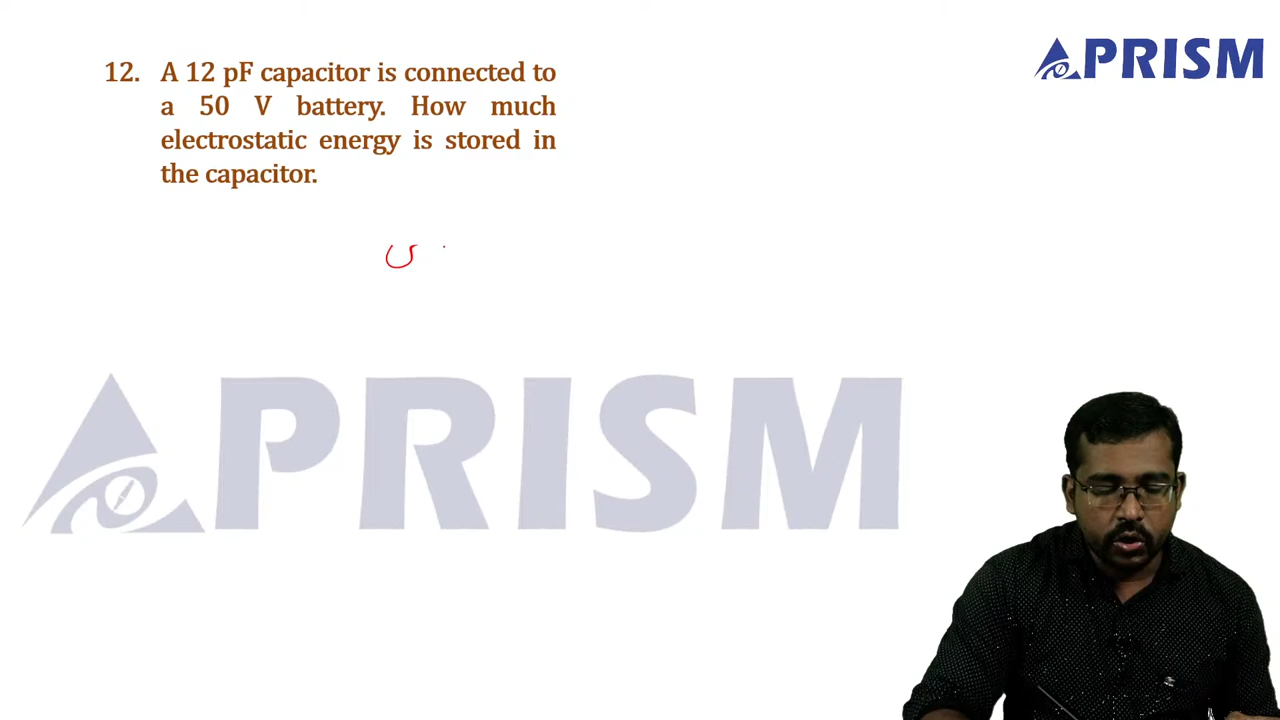 PRISM
12. A 12 pF capacitor is connected to
a 50 V battery. How much
electrostatic energy is stored in
the capacitor.
U
PRISM